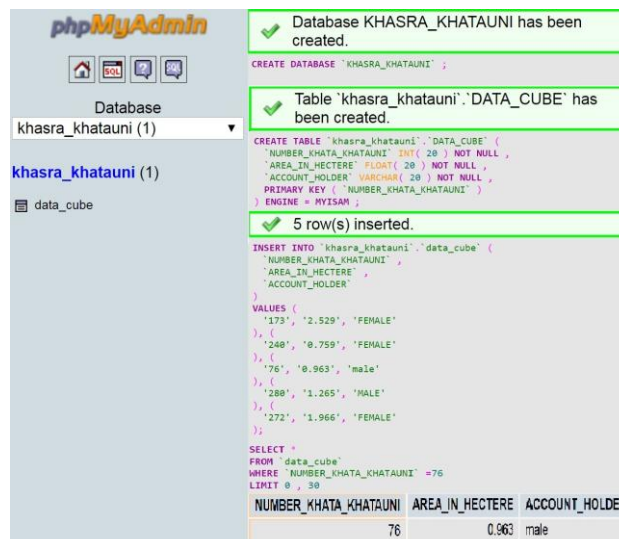 phpMyAdmin
SQL
Database
khasra_khatauni (1)
khasra_khatauni (1)
data_cube
Database KHASRA_KHATAUNI has been
created.
CREATE DATABASE `KHASRA_KHATAUNI` ;
Table `khasra_khatauni`.`DATA_CUBE` has
been created.
CREATE TABLE `khasra_khatauni`.`DATA_CUBE` (
`NUMBER_KHATA_KHATAUNI` INT( 20 ) NOT NULL ,
`AREA_IN_HECTERE` FLOAT( 20 ) NOT NULL ,
`ACCOUNT_HOLDER` VARCHAR( 20 ) NOT NULL ,
PRIMARY KEY ( `NUMBER_KHATA_KHATAUNI` )
) ENGINE = MYISAM ;
5 row(s) inserted.
INSERT INTO `khasra_khatauni`.`data_cube` (
`NUMBER_KHATA_KHATAUNI` ,
`AREA_IN_HECTERE` ,
`ACCOUNT_HOLDER`
)
VALUES (
'173', '2.529', 'FEMALE'
), (
'240', '0.759', 'FEMALE'
), (
'76', '0.963', 'male'
), (
'280', '1.265', 'MALE'
), (
'272', '1.966', 'FEMALE'
);
SELECT *
FROM `data_cube`
WHERE `NUMBER_KHATA_KHATAUNI` =76
LIMIT 0 , 30
NUMBER_KHATA_KHATAUNI AREA_IN_HECTERE ACCOUNT_HOLDE
76 0.963 male